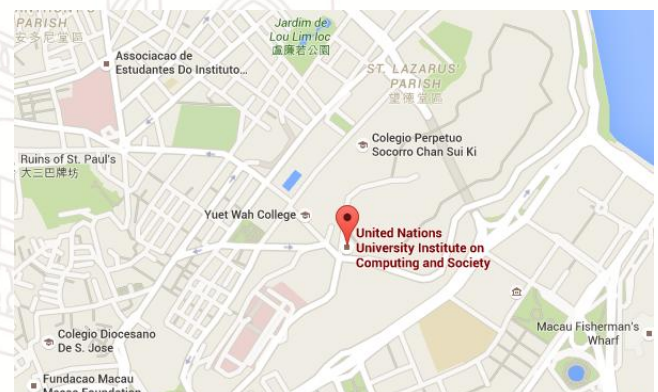 PARISH
安多尼堂區
Jardim de
Lou Lim Ioc
盧廉若公園
Associacao de
Estudantes Do Instituto...
ST. LAZARUS'
PARISH
望德堂區
Colegio Perpetuo
Socorro Chan Sui Ki
Ruins of St. Paul's
大三巴牌坊
Yuet Wah College
United Nations
University Institute on
Computing and Society
Macau Fisherman's
Wharf
Colegio Diocesano
De S. Jose
Fundacao Macau